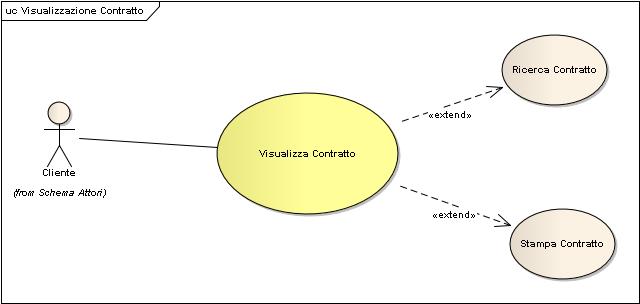 uc Visualizzazione Contratto
Ricerca Contratto
«extend»
Visualizza Contratto
Cliente
(from Schema Attori)
«extend»
Stampa Contratto